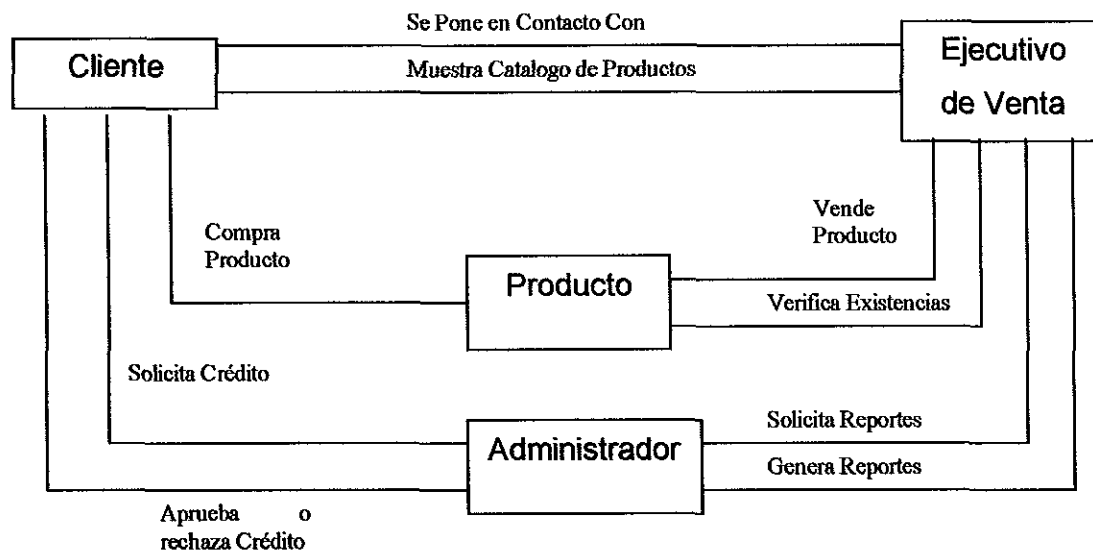 Se Pone en Contacto Con
Cliente
Muestra Catalogo de Productos
Ejecutivo
de Venta
Compra
Producto
Vende
Producto
Producto
Verifica Existencias
Solicita Crédito
Administrador
Solicita Reportes
Genera Reportes
Aprueba o
rechaza Crédito